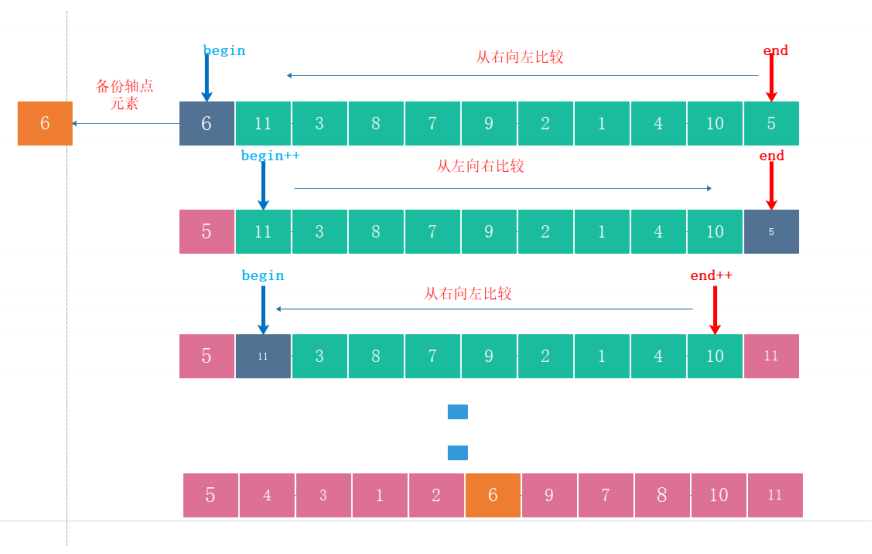 begin
从右向左比较
end
备份轴点
元素
6
6 11 3 8 7 9 2 1 4 10 5
begin++
从左向右比较
end
5 11 3 8 7 9 2 1 4 10 5
begin
从右向左比较
end++
5 11 3 8 7 9 2 1 4 10 11
5 4 3 1 2 6 9 7 8 10 11